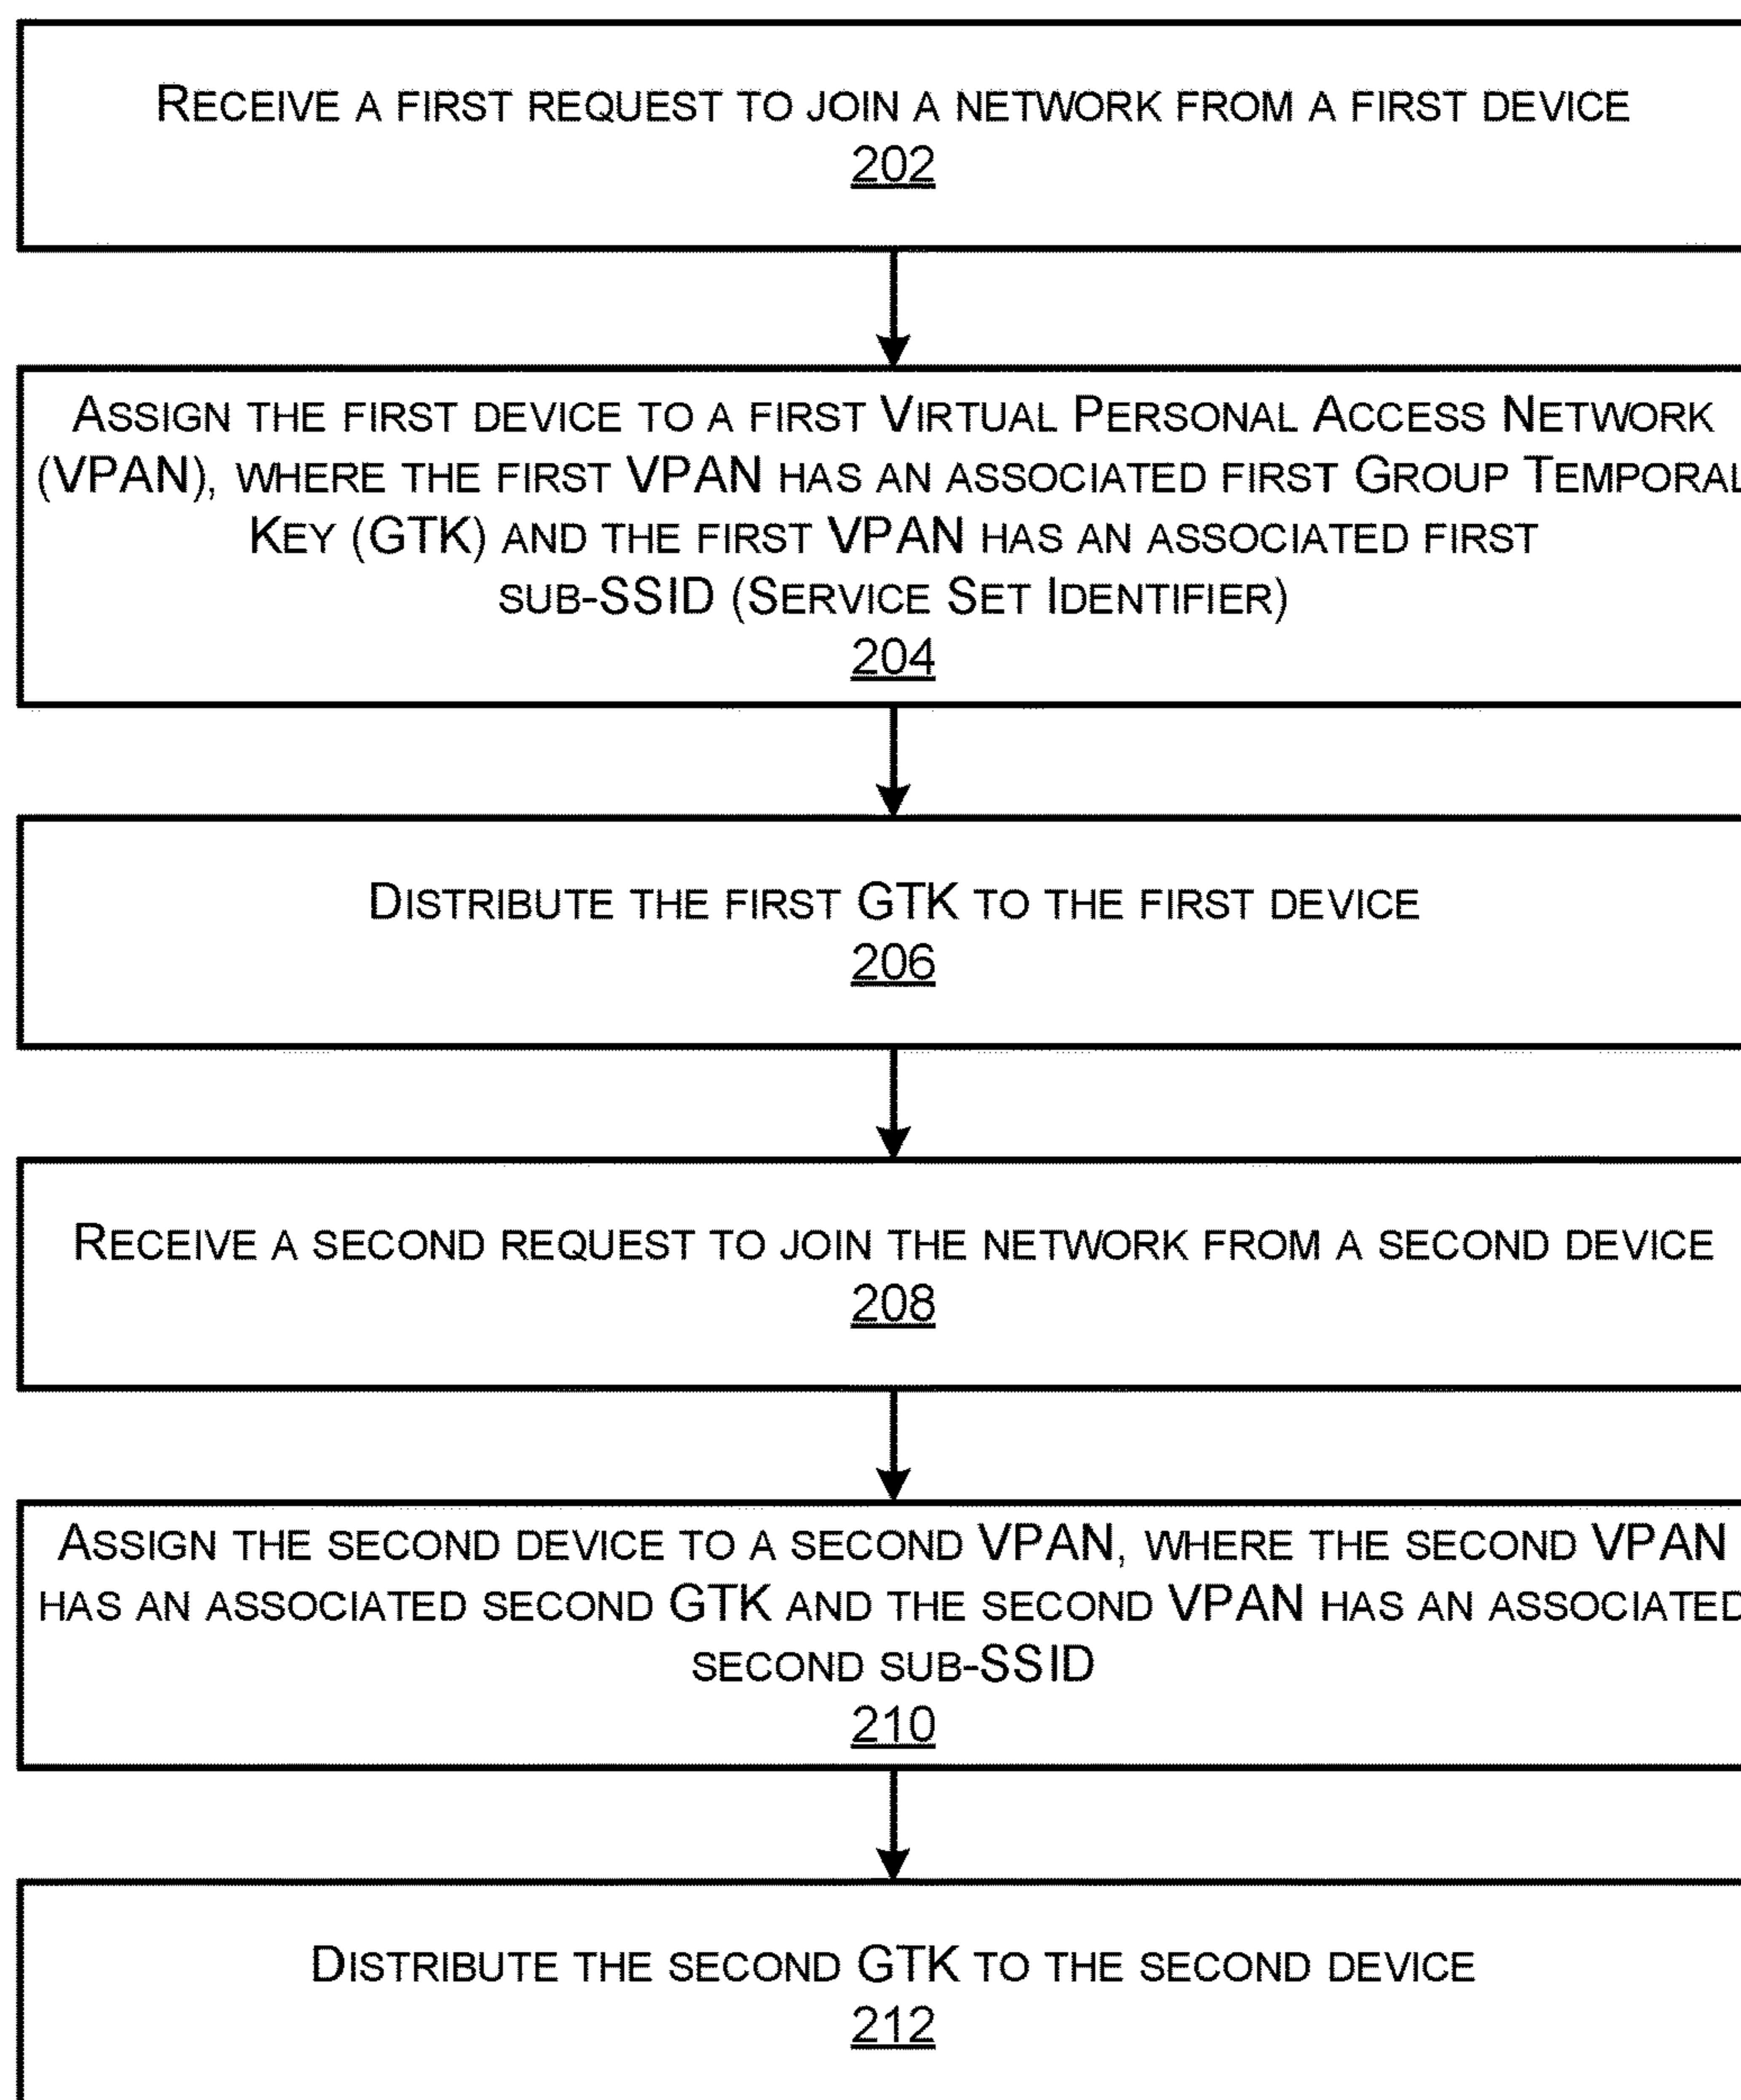 RECEIVE A FIRST REQUEST TO JOIN A NETWORK FROM A FIRST DEVICE
202
ASSIGN THE FIRST DEVICE TO A FIRST VIRTUAL PERSONAL ACCESS NETWORK
(VPAN), WHERE THE FIRST VPAN HAS AN ASSOCIATED FIRST GROUP TEMPORAL
KEY (GTK) AND THE FIRST VPAN HAS AN ASSOCIATED FIRST
SUB-SSID (SERVICE SET IDENTIFIER)
204
DISTRIBUTE THE FIRST GTK TO THE FIRST DEVICE
206
RECEIVE A SECOND REQUEST TO JOIN THE NETWORK FROM A SECOND DEVICE
208
ASSIGN THE SECOND DEVICE TO A SECOND VPAN, WHERE THE SECOND VPAN
HAS AN ASSOCIATED SECOND GTK AND THE SECOND VPAN HAS AN ASSOCIATED
SECOND SUB-SSID
210
DISTRIBUTE THE SECOND GTK TO THE SECOND DEVICE
212